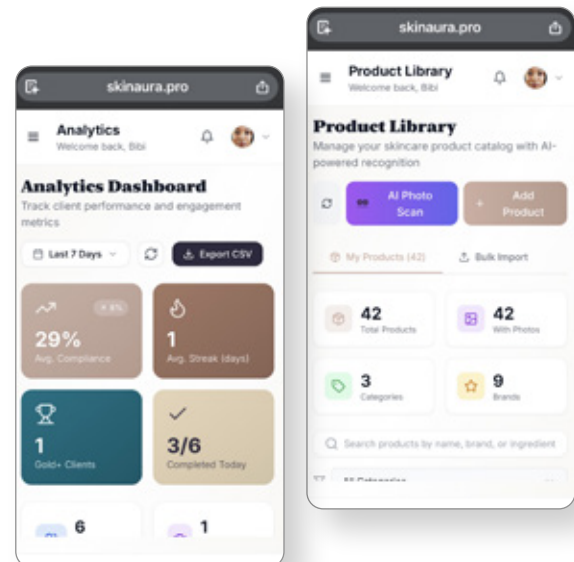 skinaura.pro
Analytics
Welcome back, Bibi
Analytics Dashboard
Track client performance and engagement
metrics
Last 7 Days
Export CSV
29%
Avg. Compliance
1
Avg. Streak (days)
1
Gold+ Clients
3/6
Completed Today
6
1
skinaura.pro
Product Library
Welcome back, Bibi
Product Library
Manage your skincare product catalog with AI-
powered recognition
AI Photo
Scan
+ Add
Product
My Products (42)
Bulk Import
42
Total Products
42
With Photos
3
Categories
9
Brands
Search products by name, brand, or ingredient
All Categories